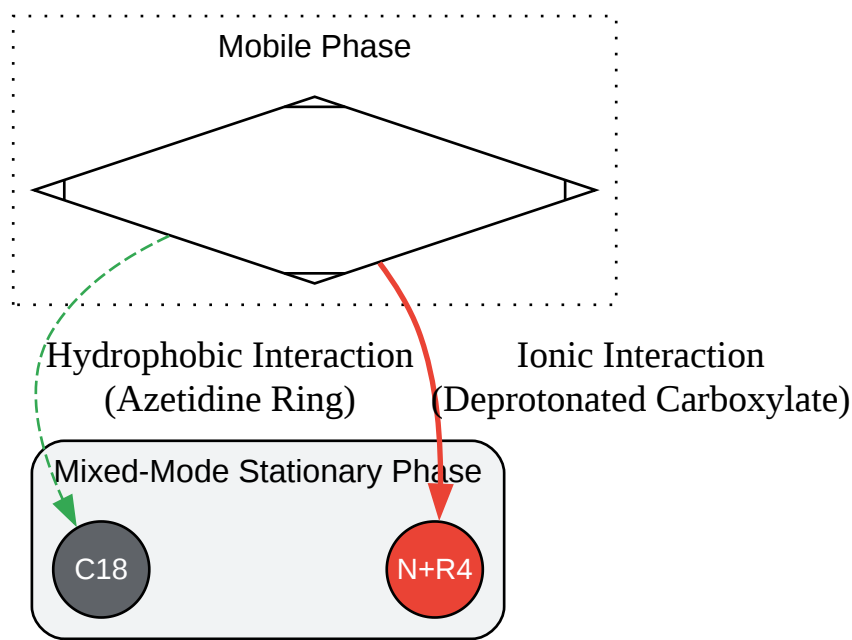 Mobile Phase
Hydrophobic Interaction
(Azetidine Ring)
Ionic Interaction
(Deprotonated Carboxylate)
Mixed-Mode Stationary Phase
C18
N+R4